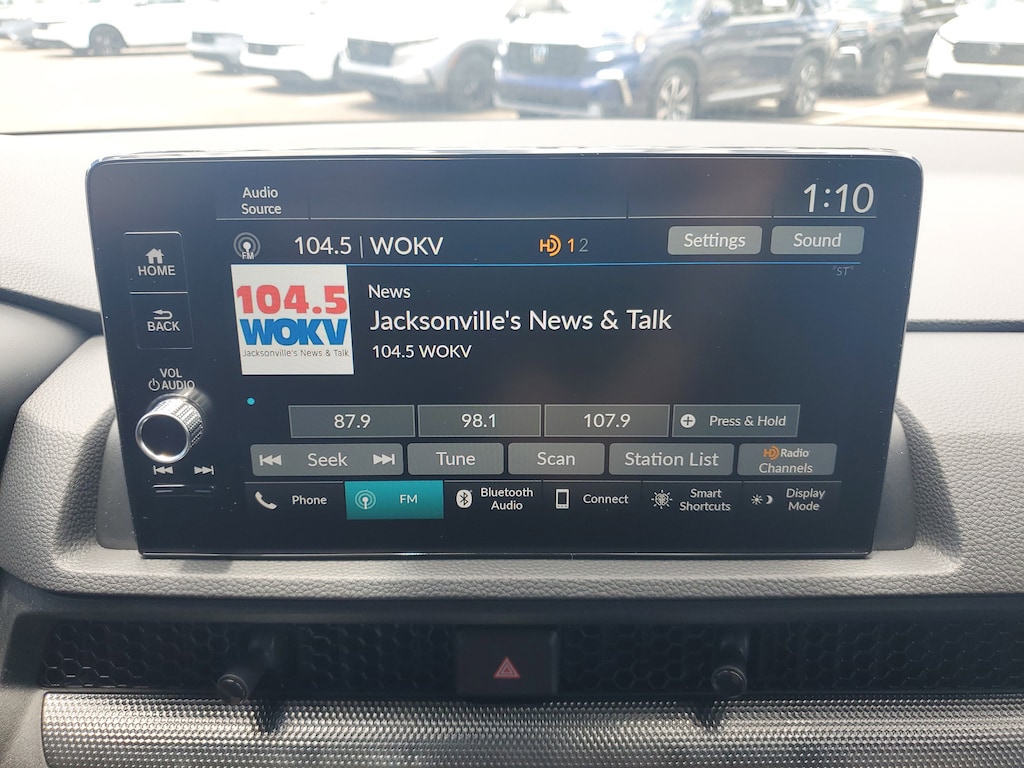 Audio
Source
1:10
FM
104.5 | WOKV
HD 1 2
Settings
Sound
"ST"
HOME
BACK
VOL
AUDIO
104.5
WOKV
Jacksonville's News & Talk
News
Jacksonville's News & Talk
104.5 WOKV
87.9
98.1
107.9
Press & Hold
Seek
Tune
Scan
Station List
HD Radio
Channels
Phone
FM
Bluetooth
Audio
Connect
Smart
Shortcuts
Display
Mode